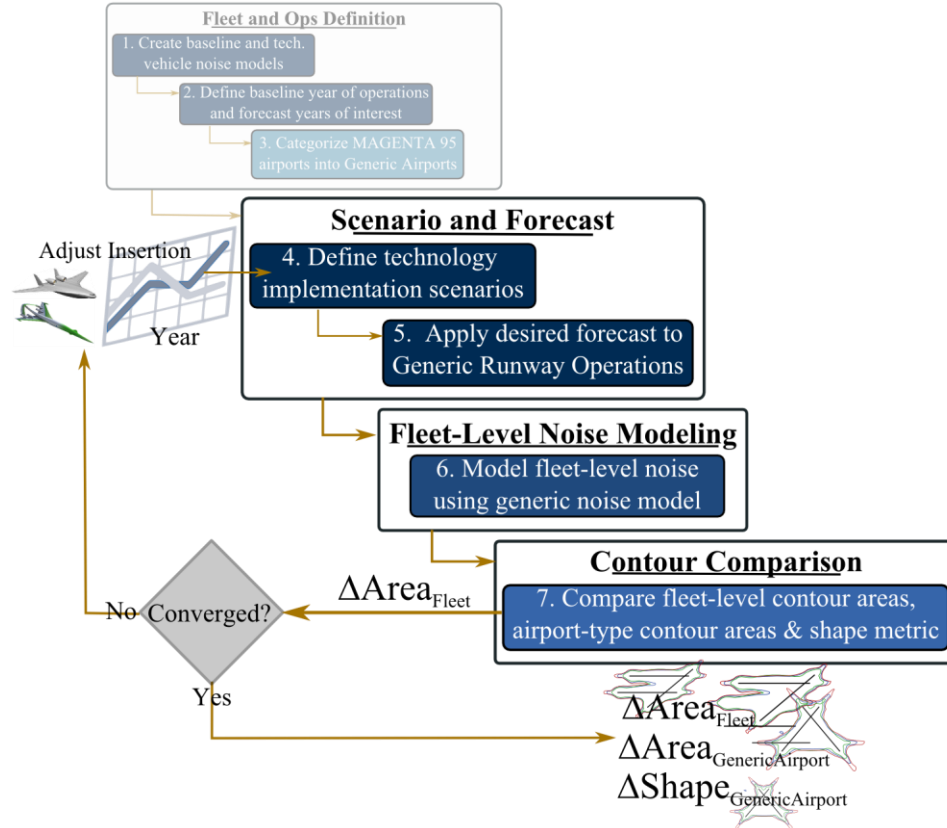 Fleet and Ops Definition
1. Create baseline and tech.
vehicle noise models
2. Define baseline year of operations
and forecast years of interest
3. Categorize MAGENTA 95
airports into Generic Airports
Scenario and Forecast
Adjust Insertion
Year
4. Define technology
implementation scenarios
5. Apply desired forecast to
Generic Runway Operations
Fleet-Level Noise Modeling
6. Model fleet-level noise
using generic noise model
Contour Comparison
7. Compare fleet-level contour areas,
airport-type contour areas & shape metric
ΔArea_Fleet
Converged?
No
Yes
ΔArea_Fleet
ΔArea_GenericAirport
ΔShape_GenericAirport